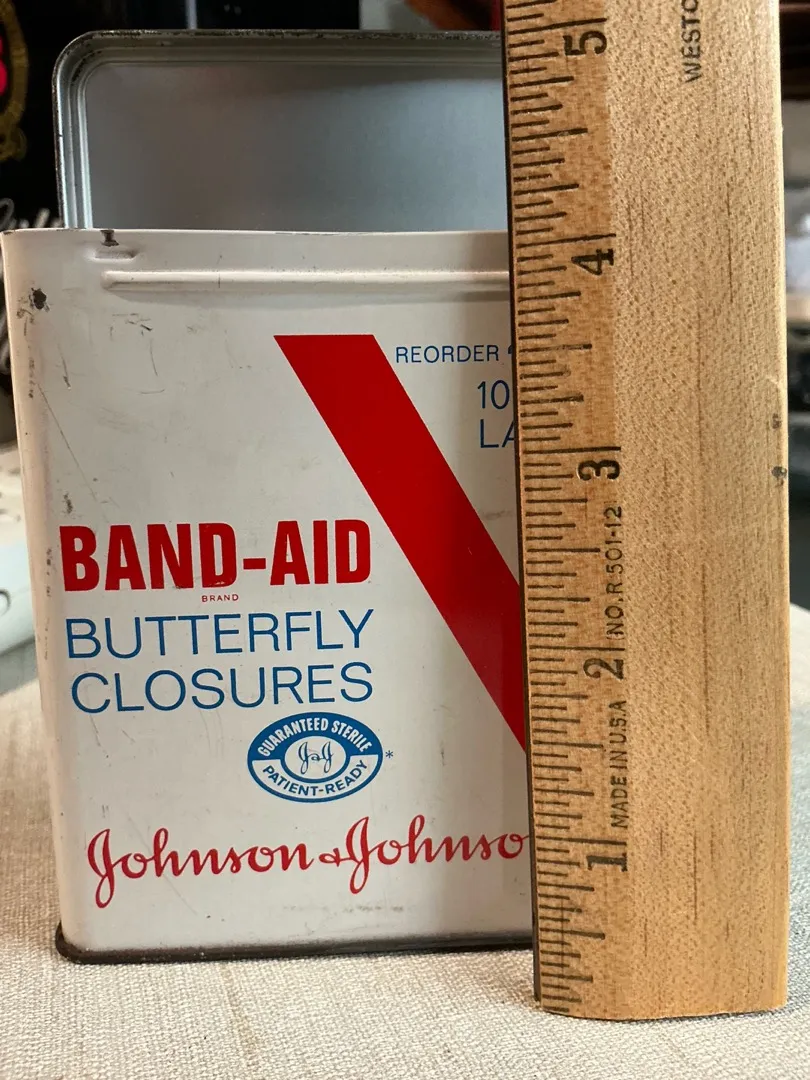 REORDER
10
LA
BAND-AID
BRAND
BUTTERFLY
CLOSURES
GUARANTEED STERILE
J&J
PATIENT-READY
*
Johnson & Johnso
WESTC
5
4
3
2
1
NO. R 501-12
MADE IN U.S.A